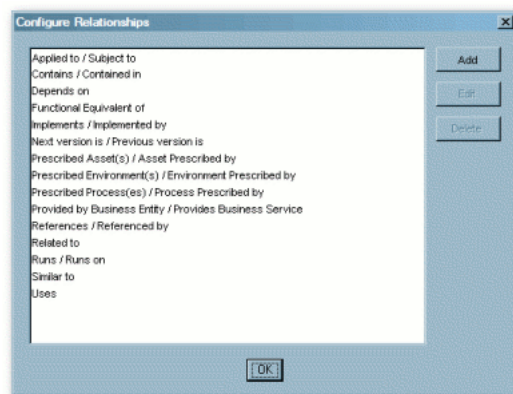 Configure Relationships
Applied to / Subject to
Contains / Contained in
Depends on
Functional Equivalent of
Implements / Implemented by
Next version is / Previous version is
Prescribed Asset(s) / Asset Prescribed by
Prescribed Environment(s) / Environment Prescribed by
Prescribed Process(es) / Process Prescribed by
Provided by Business Entity / Provides Business Service
References / Referenced by
Related to
Runs / Runs on
Similar to
Uses
Add
Edit
Delete
OK